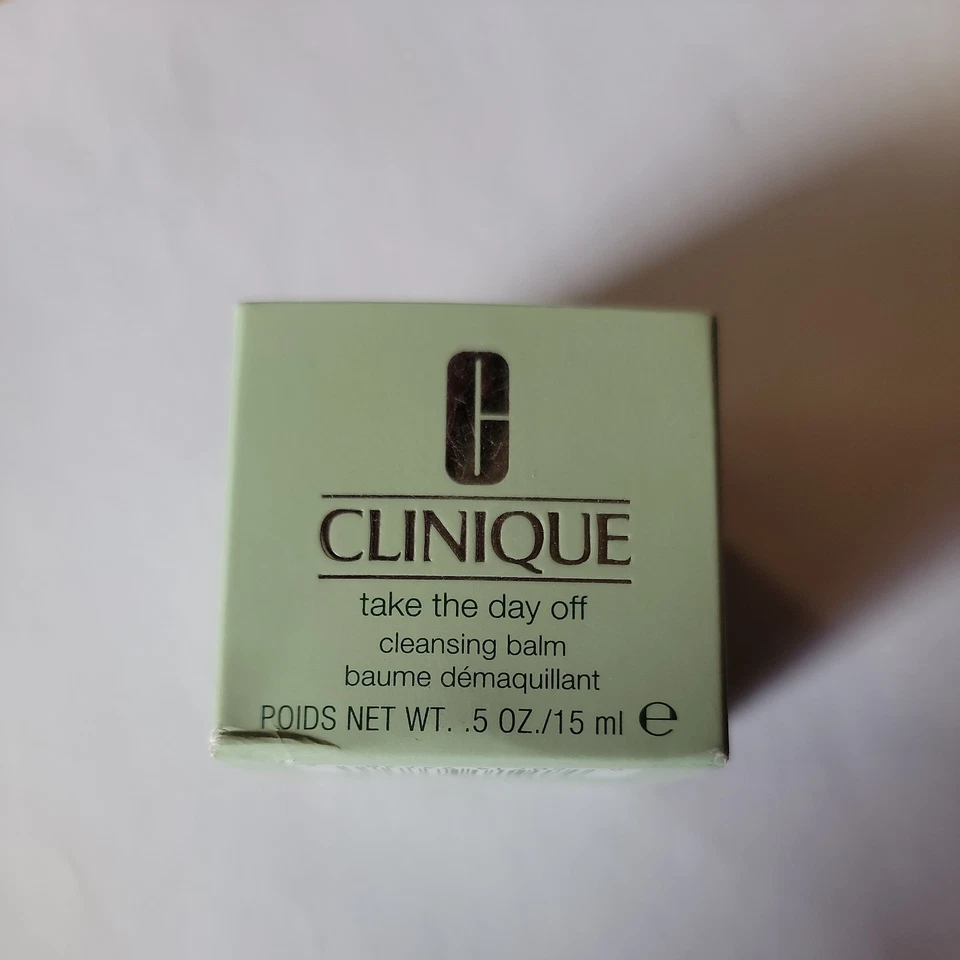 C
CLINIQUE
take the day off
cleansing balm
baume démaquillant
POIDS NET WT. .5 OZ./15 ml ℮